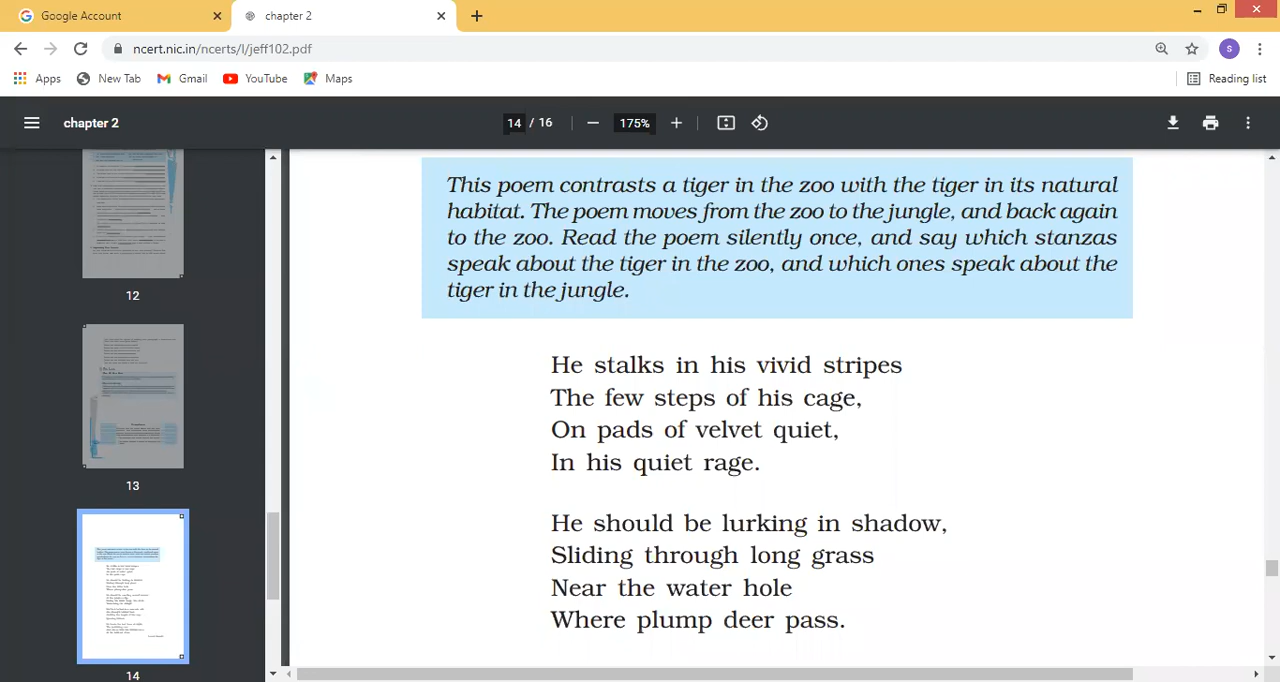 Google Account
chapter 2
ncert.nic.in/ncerts/l/jeff102.pdf
S
Apps New Tab Gmail YouTube Maps Reading list
chapter 2 14 / 16 175%
12
13
14
This poem contrasts a tiger in the zoo with the tiger in its natural
habitat. The poem moves from the zoo to the jungle, and back again
to the zoo. Read the poem silently once, and say which stanzas
speak about the tiger in the zoo, and which ones speak about the
tiger in the jungle.
He stalks in his vivid stripes
The few steps of his cage,
On pads of velvet quiet,
In his quiet rage.
He should be lurking in shadow,
Sliding through long grass
Near the water hole
Where plump deer pass.